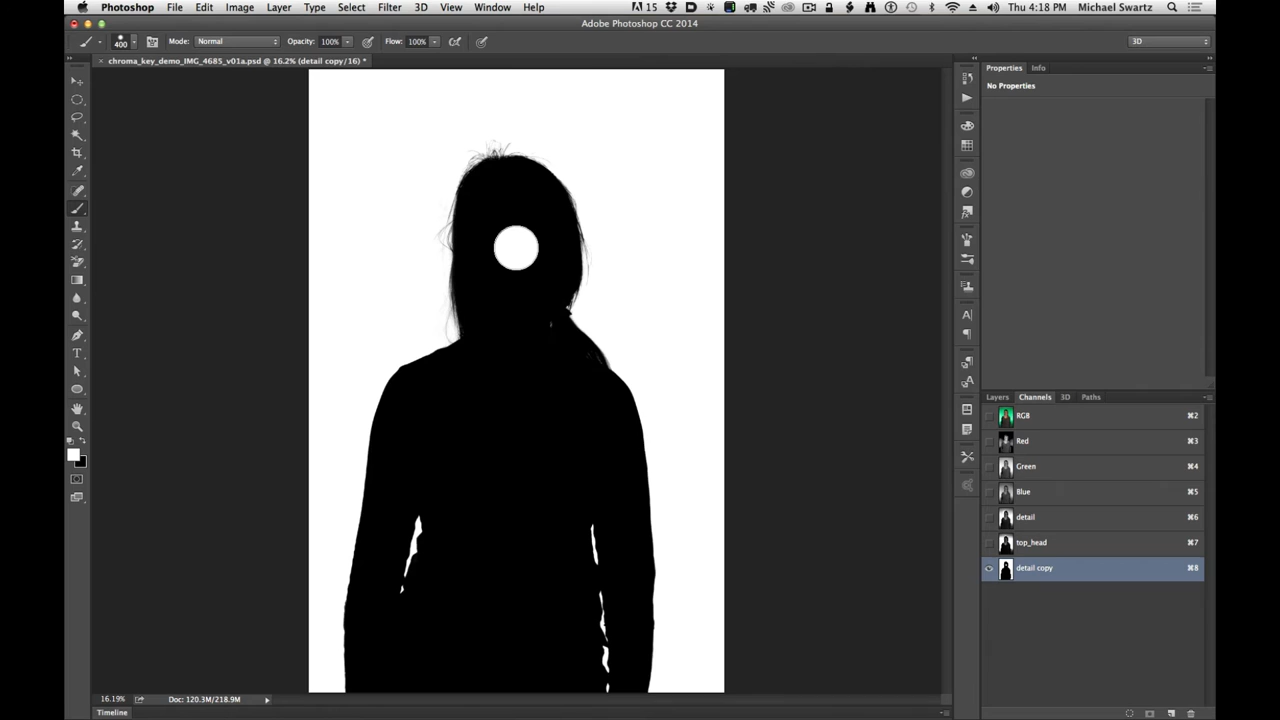 Photoshop File Edit Image Layer Type Select Filter 3D View Window Help 15 Thu 4:18 PM Michael Swartz
Adobe Photoshop CC 2014
400 Mode: Normal Opacity: 100% Flow: 100% 3D
× chroma_key_demo_IMG_4685_v01a.psd @ 16.2% (detail copy/16) *
Properties Info
No Properties
Layers Channels 3D Paths
RGB ⌘2
Red ⌘3
Green ⌘4
Blue ⌘5
detail ⌘6
top_head ⌘7
detail copy ⌘8
16.19% Doc: 120.3M/218.9M
Timeline